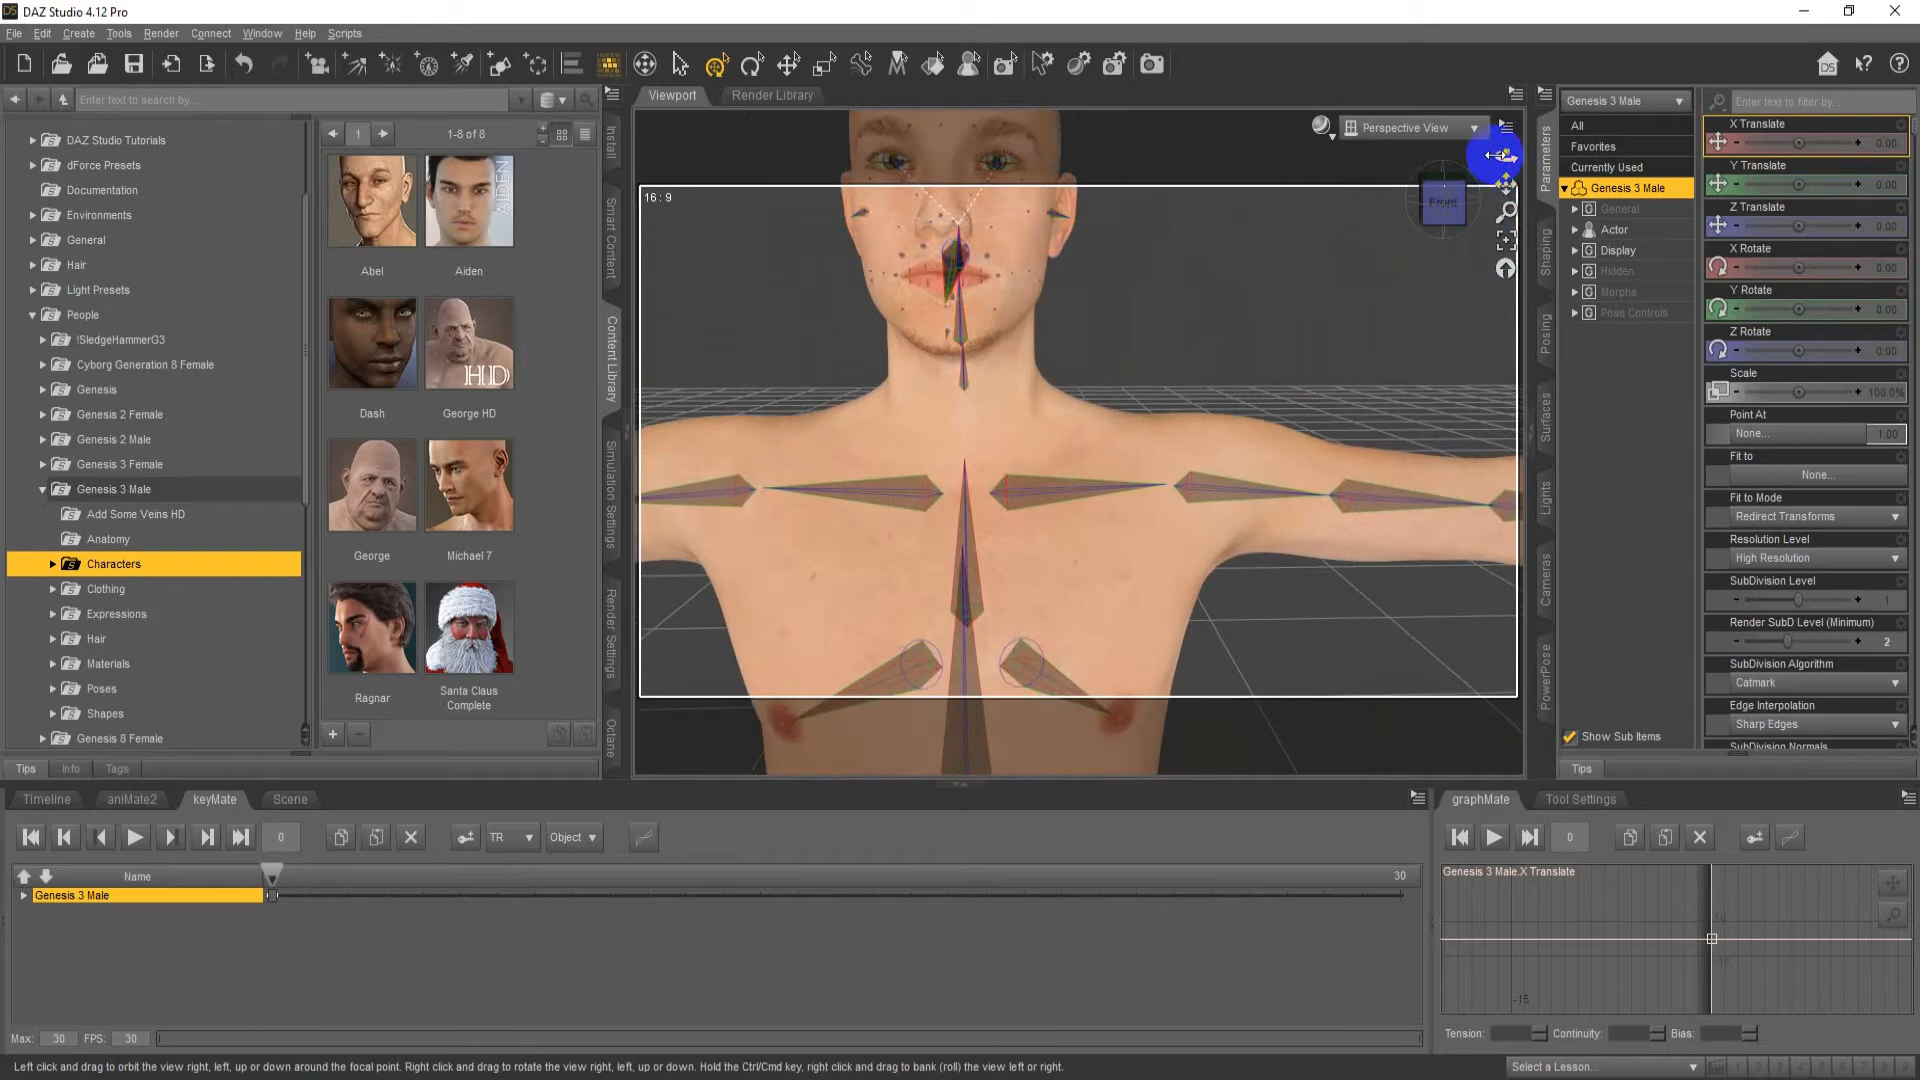 DAZ Studio 4.12 Pro
File Edit Create Tools Render Connect Window Help Scripts
Enter text to search by..
DAZ Studio Tutorials
dForce Presets
Documentation
Environments
General
Hair
Light Presets
People
!SledgeHammerG3
Cyborg Generation 8 Female
Genesis
Genesis 2 Female
Genesis 2 Male
Genesis 3 Female
Genesis 3 Male
Add Some Veins HD
Anatomy
Characters
Clothing
Expressions
Hair
Materials
Poses
Shapes
Genesis 8 Female
Tips Info Tags
1 1-8 of 8
AIDEN
Abel Aiden
HD
Dash George HD
George Michael 7
Ragnar Santa Claus
Complete
Install
Smart Content
Content Library
Simulation Settings
Render Settings
Octane
Viewport Render Library
Perspective View
16:9
Front
Parameters
Shaping
Posing
Surfaces
Lights
Cameras
PowerPose
Genesis 3 Male
All
Favorites
Currently Used
Genesis 3 Male
General
Actor
Display
Hidden
Morphs
Pose Controls
Show Sub Items
Tips
Enter text to filter by...
X Translate
0.00
Y Translate
0.00
Z Translate
0.00
X Rotate
0.00
Y Rotate
0.00
Z Rotate
0.00
Scale
100.0%
Point At
None... 1.00
Fit to
None...
Fit to Mode
Redirect Transforms
Resolution Level
High Resolution
SubDivision Level
1
Render SubD Level (Minimum)
2
SubDivision Algorithm
Catmark
Edge Interpolation
Sharp Edges
SubDivision Normals
Timeline aniMate2 keyMate Scene
0 TR Object
Name 30
Genesis 3 Male
Max: 30 FPS: 30
graphMate Tool Settings
0
Genesis 3 Male.X Translate
10
-15
-15
Tension: Continuity: Bias:
Left click and drag to orbit the view right, left, up or down around the focal point. Right click and drag to rotate the view right, left, up or down. Hold the Ctrl/Cmd key, right click and drag to bank (roll) the view left or right.
Select a Lesson... 1 2 3 4 5 6 7 8 9